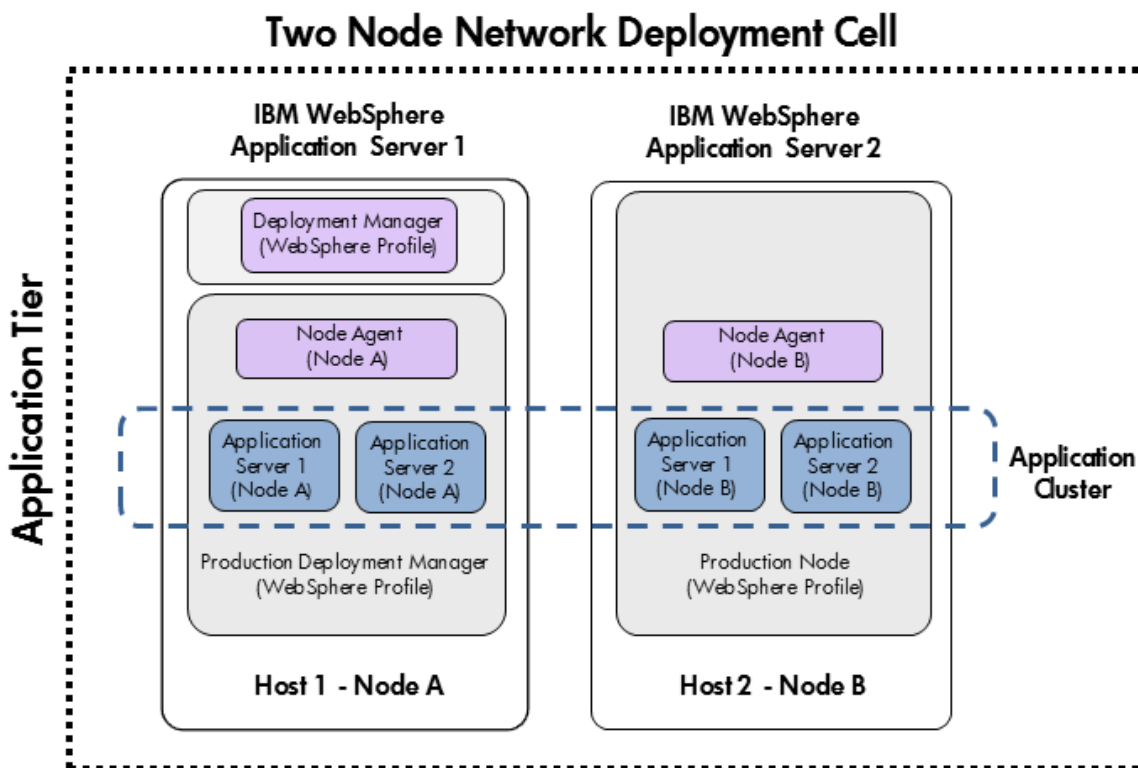 Two Node Network Deployment Cell
IBM WebSphere
Application Server 1
IBM WebSphere
Application Server 2
Deployment Manager
(WebSphere Profile)
Node Agent
(Node A)
Node Agent
(Node B)
Application
Server 1
(Node A)
Application
Server 2
(Node A)
Application
Server 1
(Node B)
Application
Server 2
(Node B)
Application
Cluster
Production Deployment Manager
(WebSphere Profile)
Production Node
(WebSphere Profile)
Host 1 - Node A
Host 2 - Node B
Application Tier